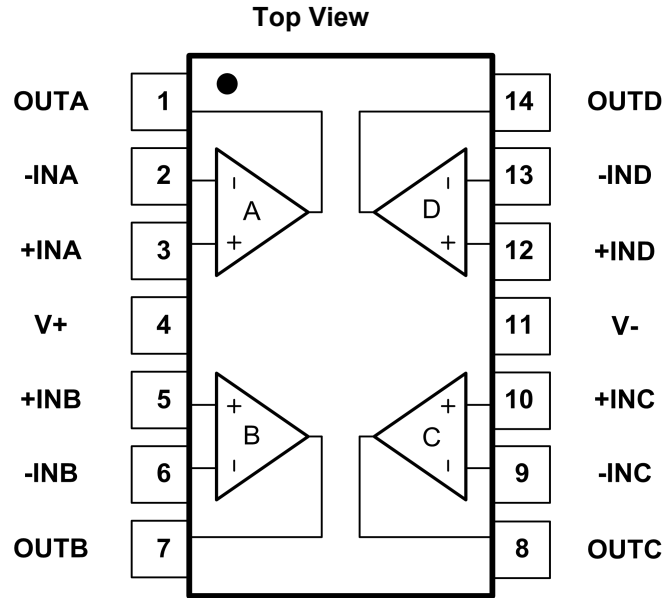 Top View
OUTA 1 14 OUTD
-INA 2 - - 13 -IND
A D
+INA 3 + + 12 +IND
V+ 4 11 V-
+INB 5 + + 10 +INC
B C
-INB 6 - - 9 -INC
OUTB 7 8 OUTC